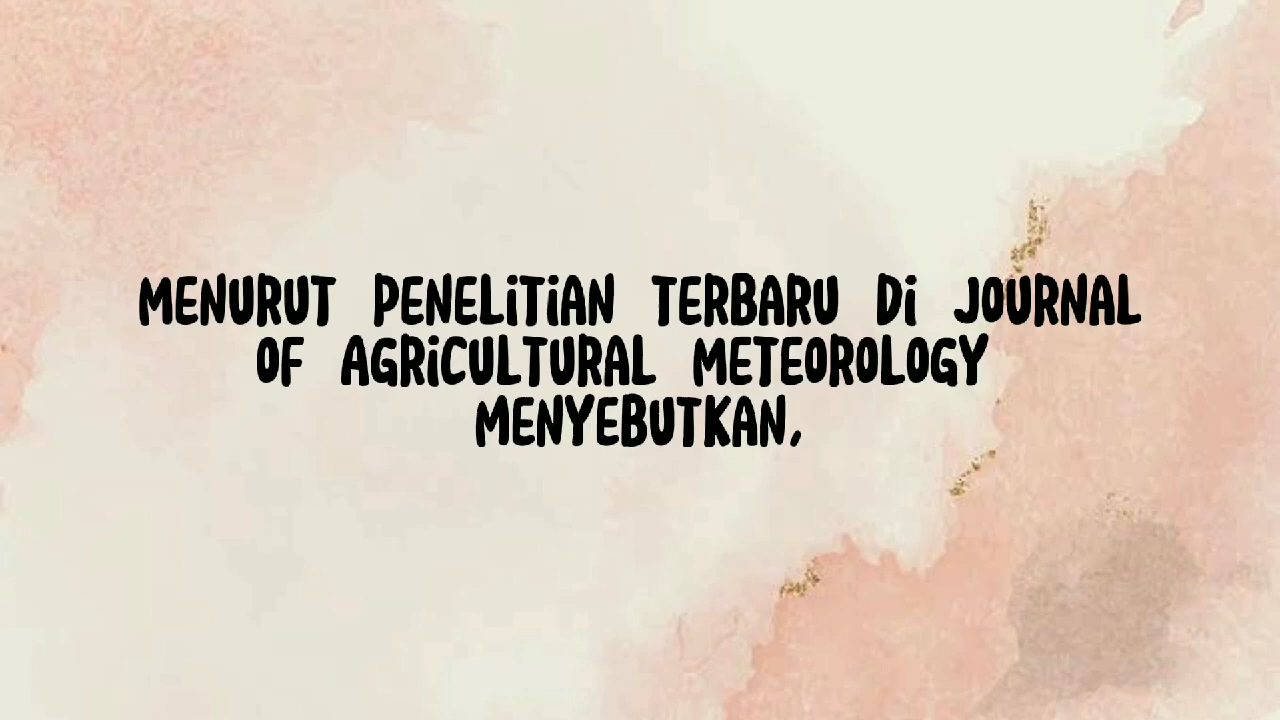 MENURUT PENELiTiAN TERBARU Di JOURNAL
OF AGRiCULTURAL METEOROLOGY
MENYEBUTKAN,